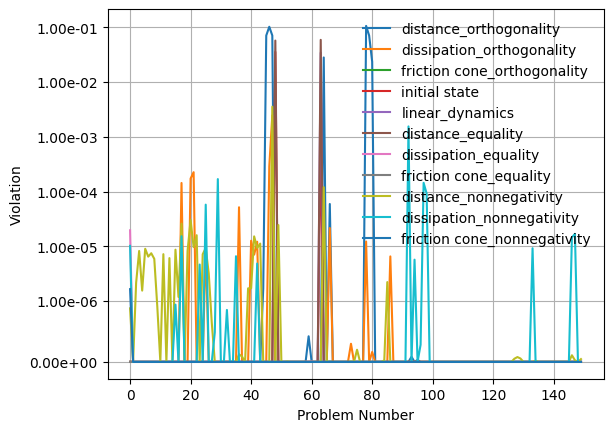 1.00e-01
1.00e-02
1.00e-03
1.00e-04
1.00e-05
1.00e-06
0.00e+00
Violation
distance_orthogonality
dissipation_orthogonality
friction cone_orthogonality
initial state
linear_dynamics
distance_equality
dissipation_equality
friction cone_equality
distance_nonnegativity
dissipation_nonnegativity
friction cone_nonnegativity
0 20 40 60 80 100 120 140
Problem Number